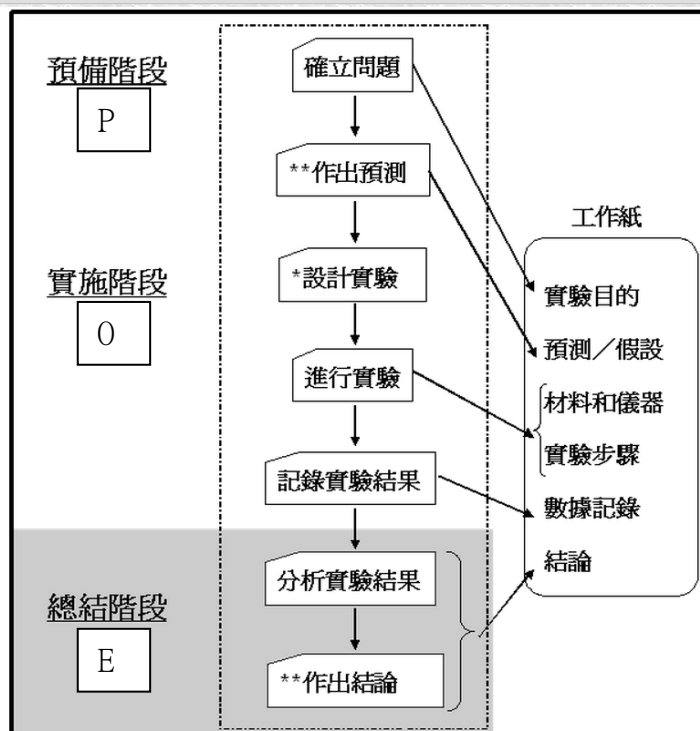 預備階段
P
確立問題
**作出預測
實施階段
O
*設計實驗
進行實驗
記錄實驗結果
總結階段
E
分析實驗結果
**作出結論
工作紙
實驗目的
預測／假設
材料和儀器
實驗步驟
數據記錄
結論